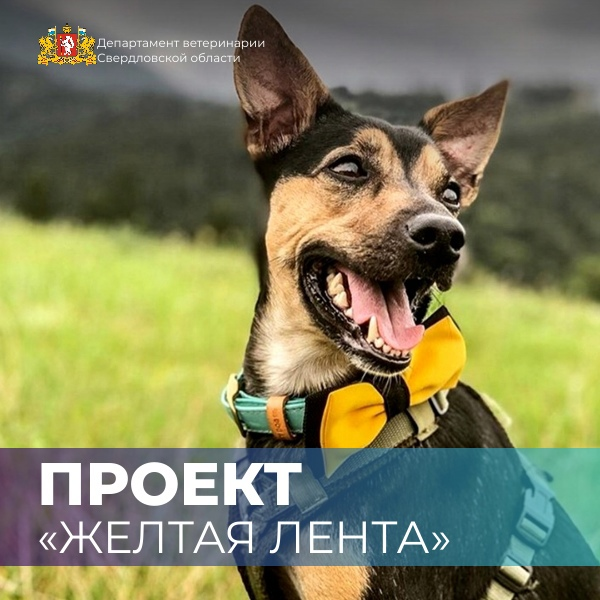 Департамент ветеринарии
Свердловской области
ПРОЕКТ
«ЖЕЛТАЯ ЛЕНТА»